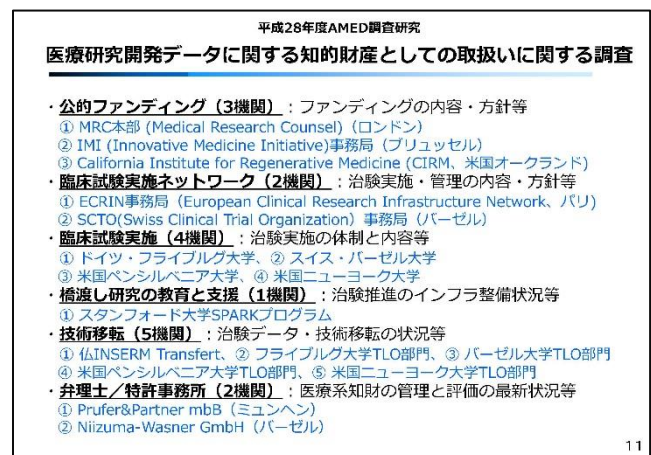 平成28年度AMED調査研究
医療研究開発データに関する知的財産としての取扱いに関する調査
・公的ファンディング（3機関）：ファンディングの内容・方針等
① MRC本部 (Medical Research Counsel)（ロンドン）
② IMI (Innovative Medicine Initiative)事務局（ブリュッセル）
③ California Institute for Regenerative Medicine (CIRM、米国オークランド)
・臨床試験実施ネットワーク（2機関）：治験実施・管理の内容・方針等
① ECRIN事務局（European Clinical Research Infrastructure Network、パリ）
② SCTO(Swiss Clinical Trial Organization）事務局（バーゼル）
・臨床試験実施（4機関）：治験実施の体制と内容等
① ドイツ・フライブルグ大学、② スイス・バーゼル大学
③ 米国ペンシルベニア大学、④ 米国ニューヨーク大学
・橋渡し研究の教育と支援（1機関）：治験推進のインフラ整備状況等
① スタンフォード大学SPARKプログラム
・技術移転（5機関）：治験データ・技術移転の状況等
① 仏INSERM Transfert、② フライブルグ大学TLO部門、③ バーゼル大学TLO部門
④ 米国ペンシルベニア大学TLO部門、⑤ 米国ニューヨーク大学TLO部門
・弁理士／特許事務所（2機関）：医療系知財の管理と評価の最新状況等
① Prufer&Partner mbB（ミュンヘン）
② Niizuma-Wasner GmbH（バーゼル）
11